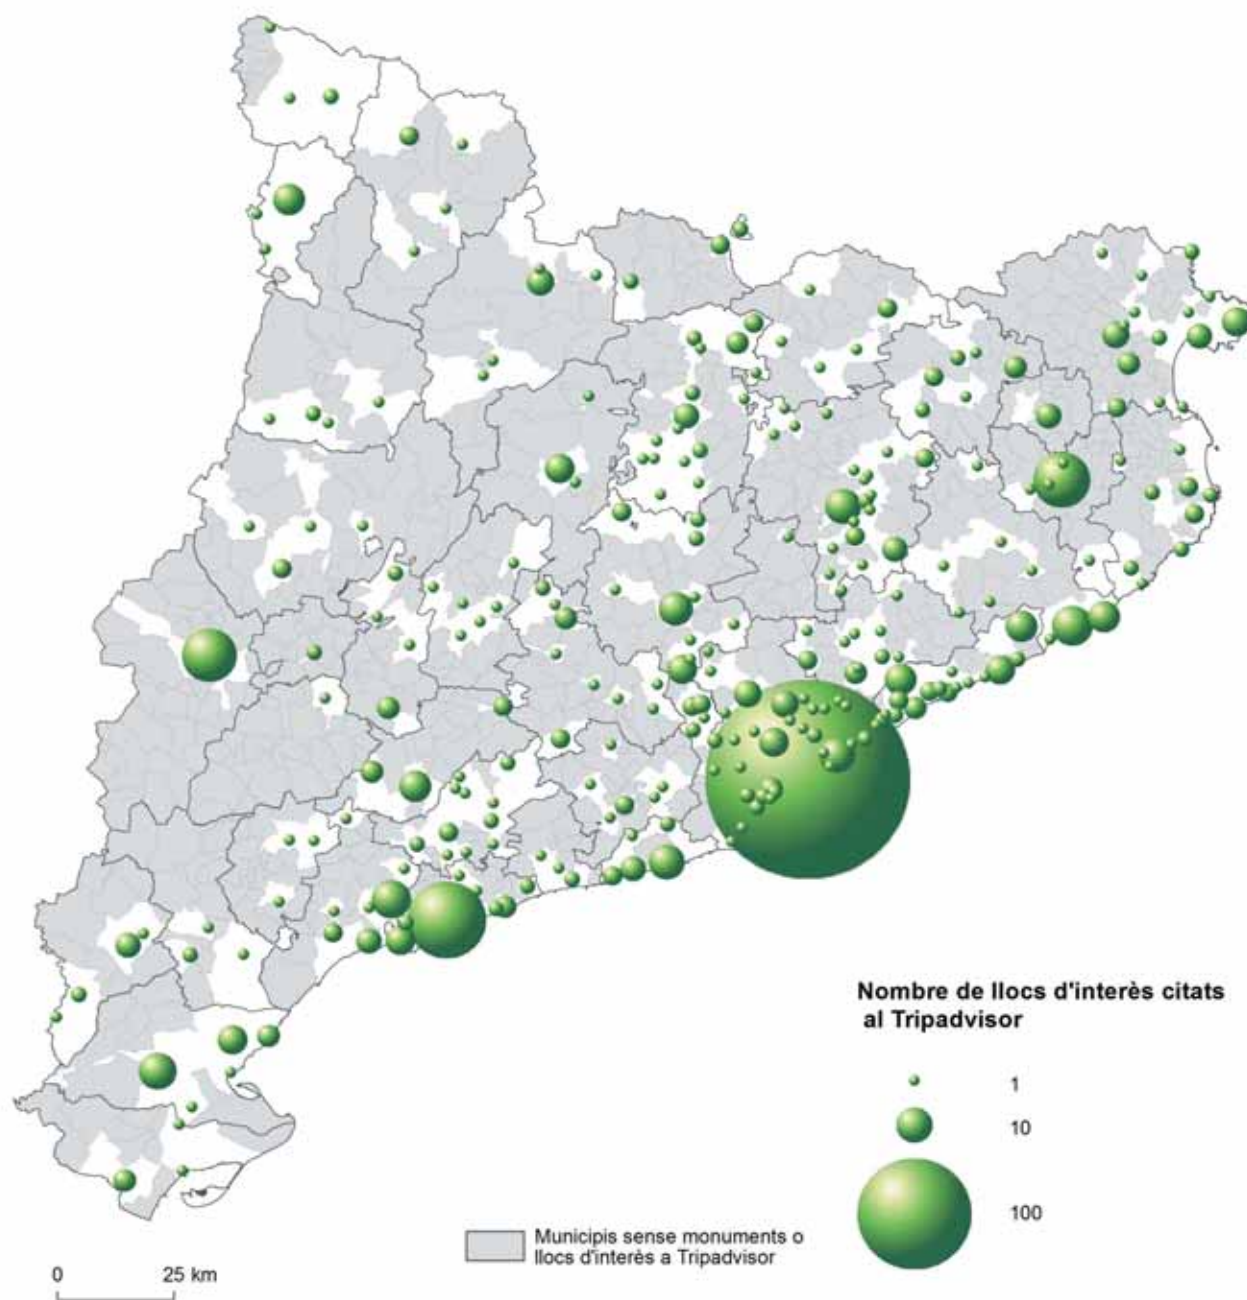 Nombre de llocs d'interès citats
al Tripadvisor
1
10
100
Municipis sense monuments o
llocs d'interès a Tripadvisor
0 25 km